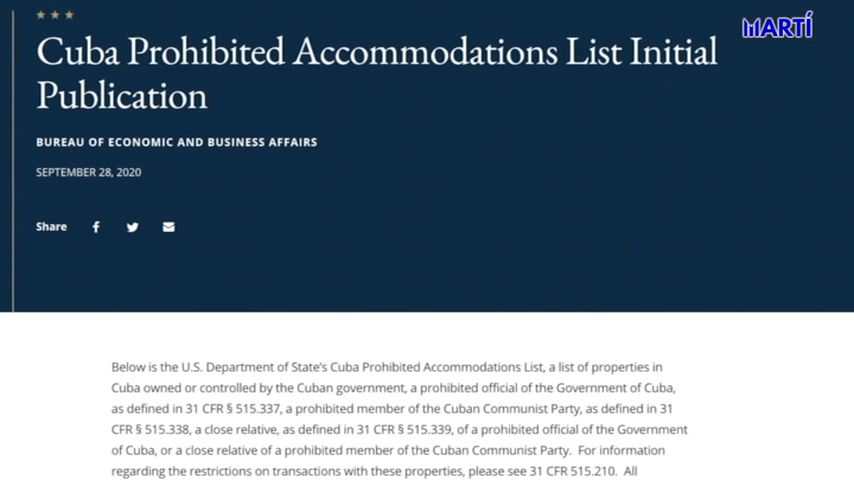 MARTÍ
Cuba Prohibited Accommodations List Initial
Publication
BUREAU OF ECONOMIC AND BUSINESS AFFAIRS
SEPTEMBER 28, 2020
Share
Below is the U.S. Department of State's Cuba Prohibited Accommodations List, a list of properties in
Cuba owned or controlled by the Cuban government, a prohibited official of the Government of Cuba,
as defined in 31 CFR § 515.337, a prohibited member of the Cuban Communist Party, as defined in 31
CFR § 515.338, a close relative, as defined in 31 CFR § 515.339, of a prohibited official of the Government
of Cuba, or a close relative of a prohibited member of the Cuban Communist Party.  For information
regarding the restrictions on transactions with these properties, please see 31 CFR 515.210.  All